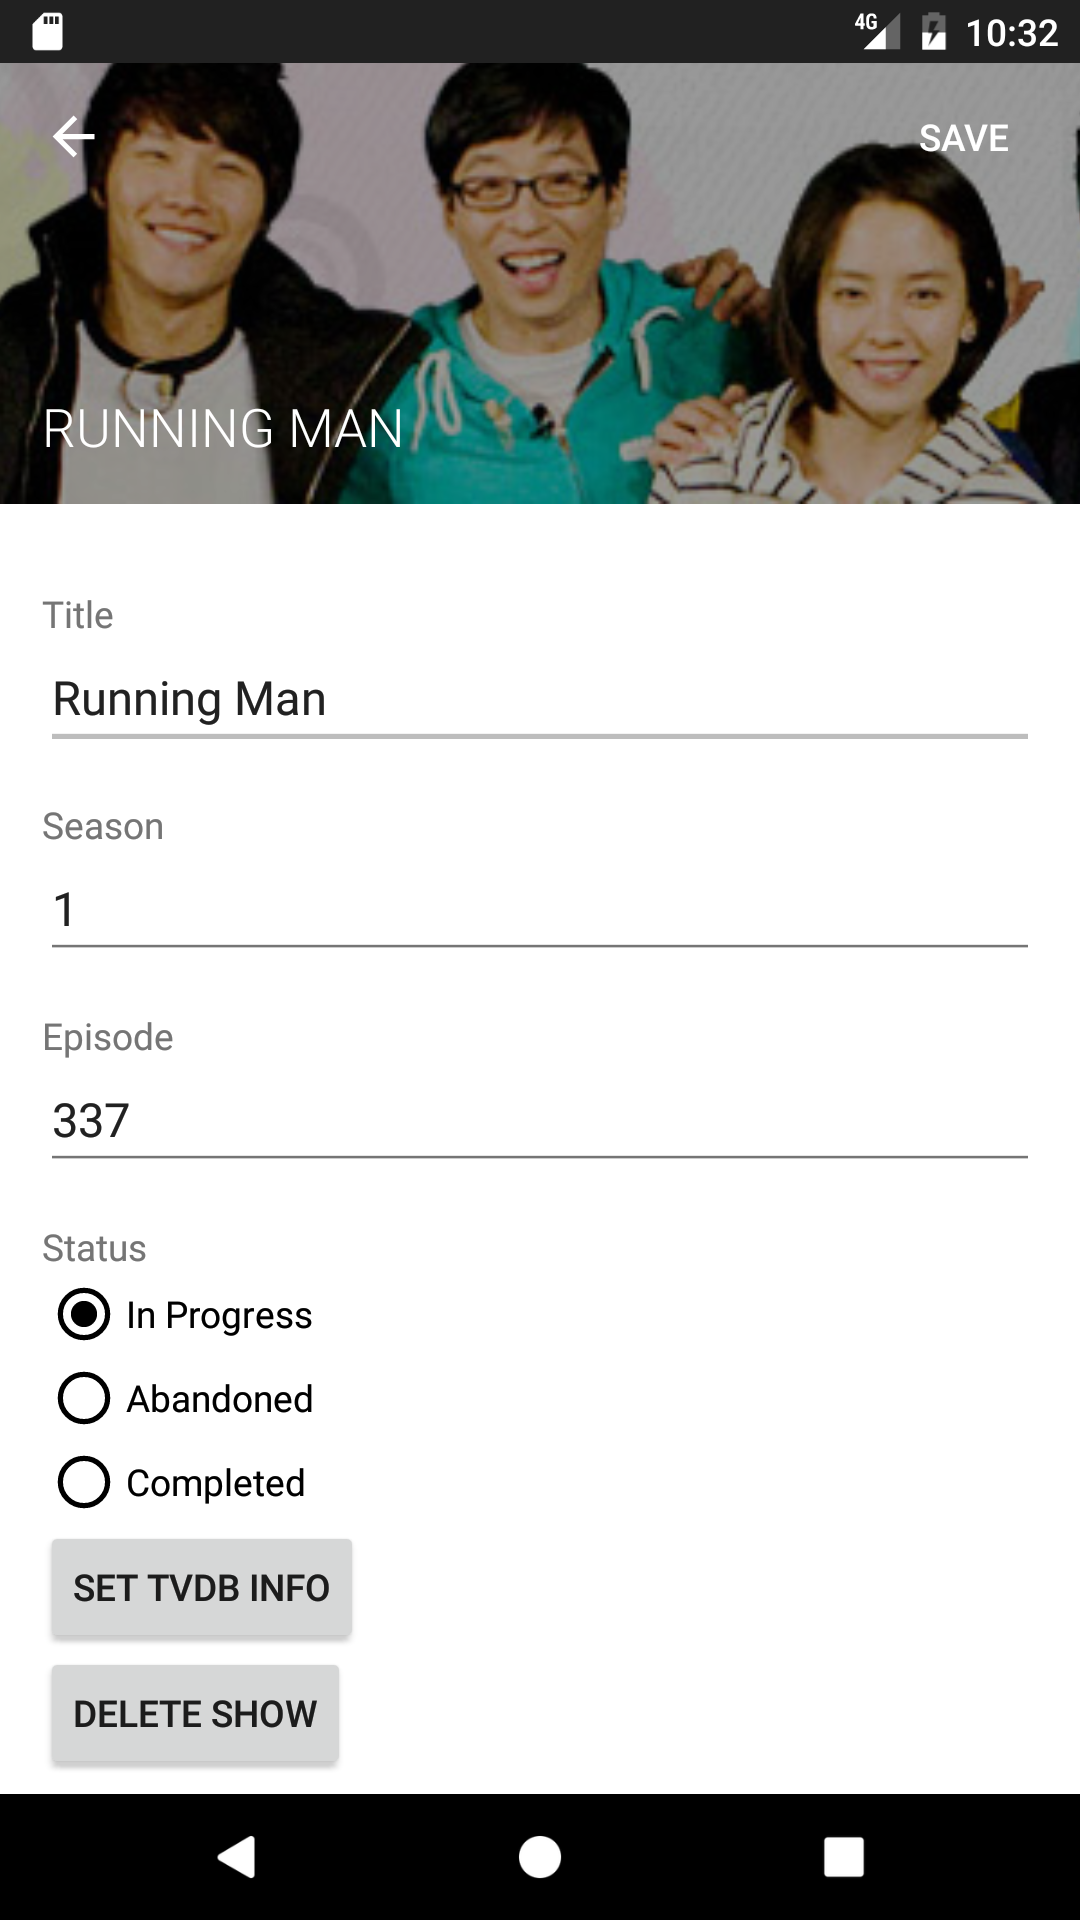 4G 10:32
SAVE
RUNNING MAN
Title
Running Man
Season
1
Episode
337
Status
In Progress
Abandoned
Completed
SET TVDB INFO
DELETE SHOW